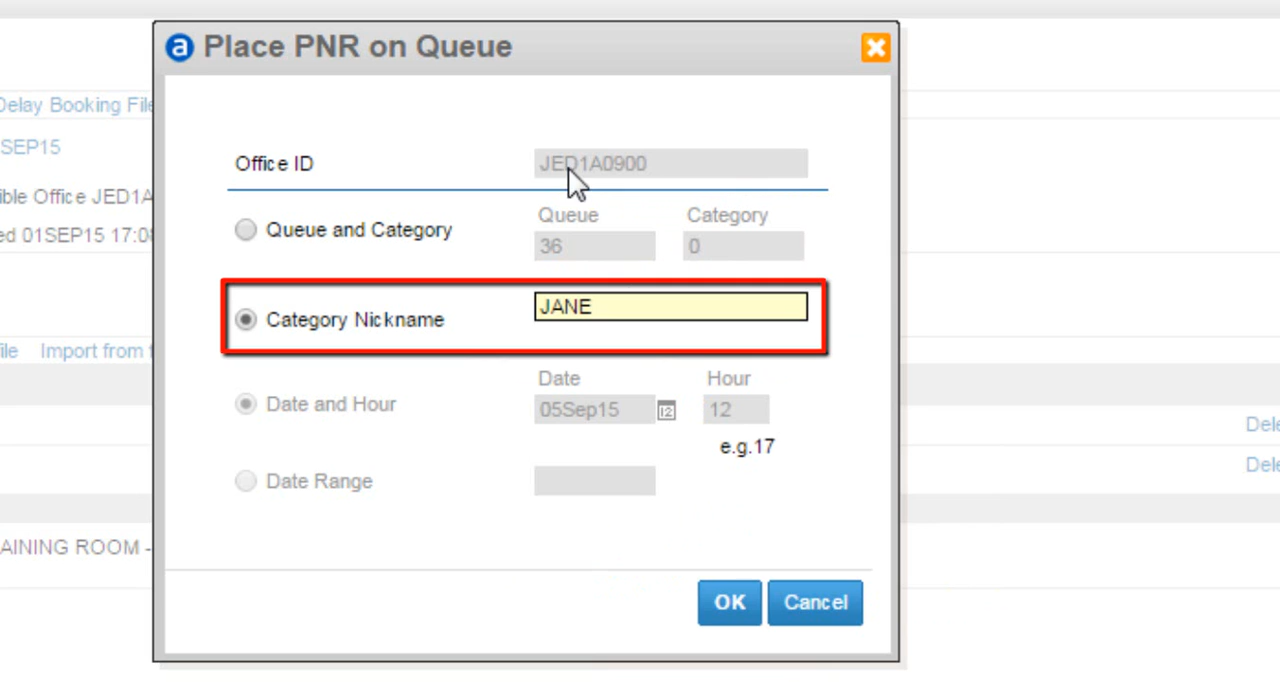 a Place PNR on Queue
Delay Booking File
SEP15
ible Office JED1A
ed 01SEP15 17:0
ile Import from
AINING ROOM -
Office ID JED1A0900
Queue Category
Queue and Category 36 0
Category Nickname JANE
Date Hour
Date and Hour 05Sep15 12 12
e.g.17
Date Range
Dele
Dele
OK Cancel